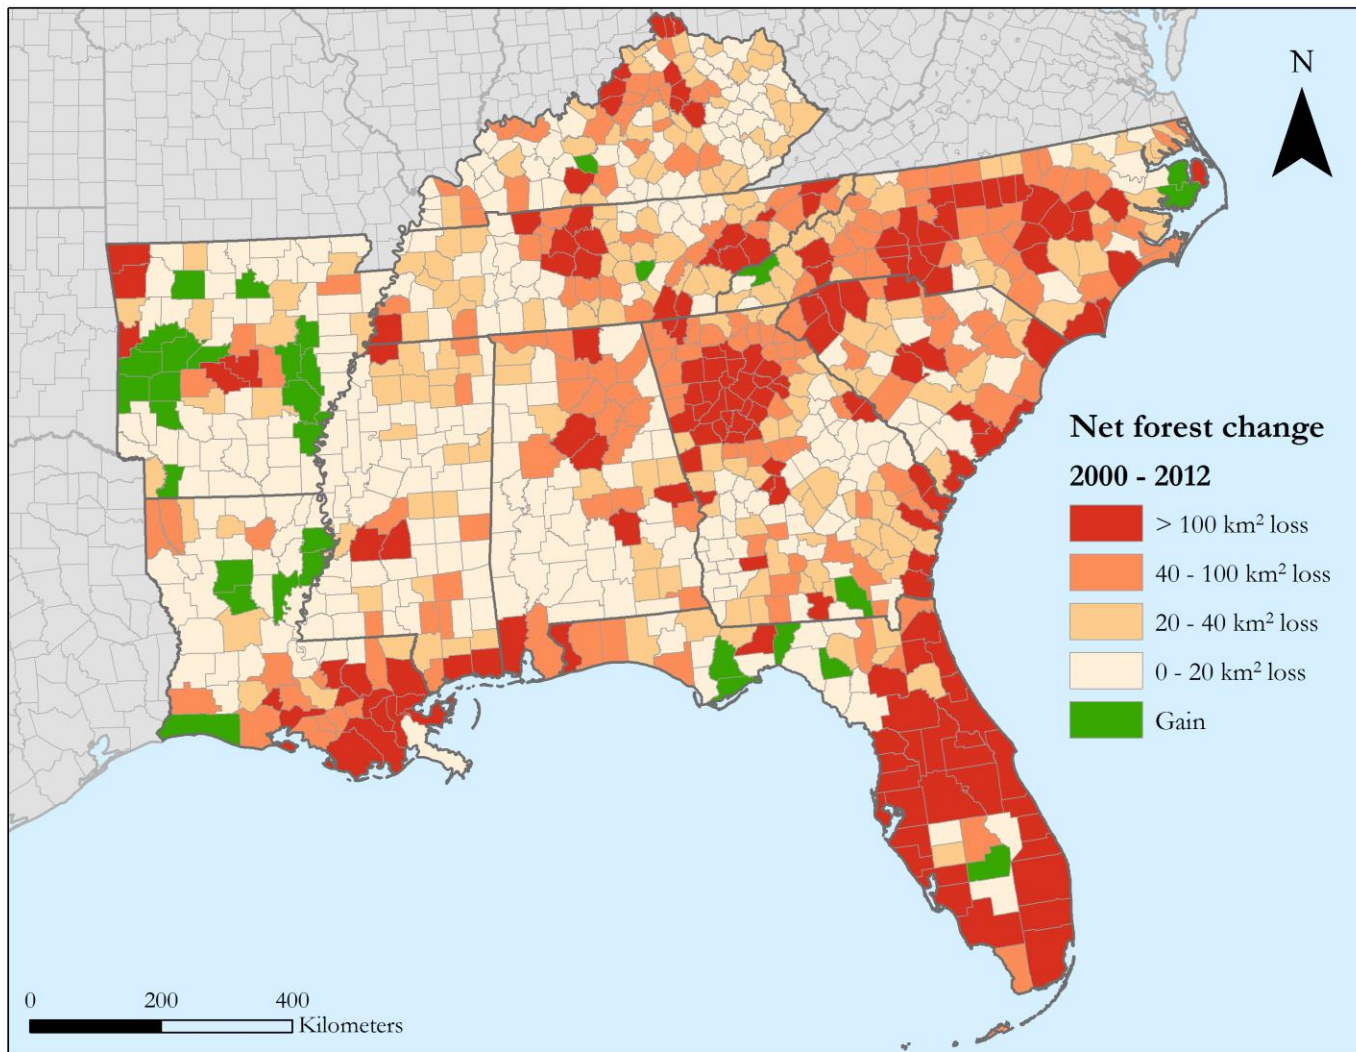 N
Net forest change
2000 - 2012
> 100 km² loss
40 - 100 km² loss
20 - 40 km² loss
0 - 20 km² loss
Gain
0 200 400
Kilometers